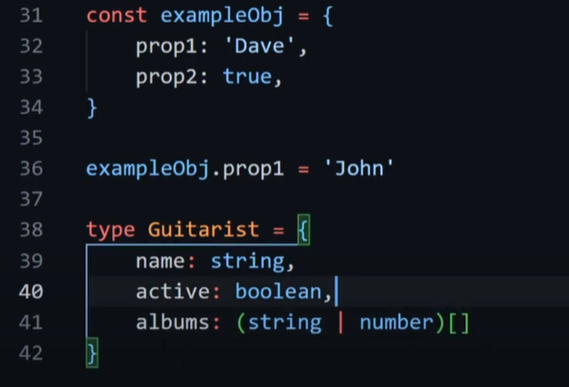 31 const exampleObj = {
32     prop1: 'Dave',
33     prop2: true,
34 }
35
36 exampleObj.prop1 = 'John'
37
38 type Guitarist = {
39     name: string,
40     active: boolean,
41     albums: (string | number)[]
42 }